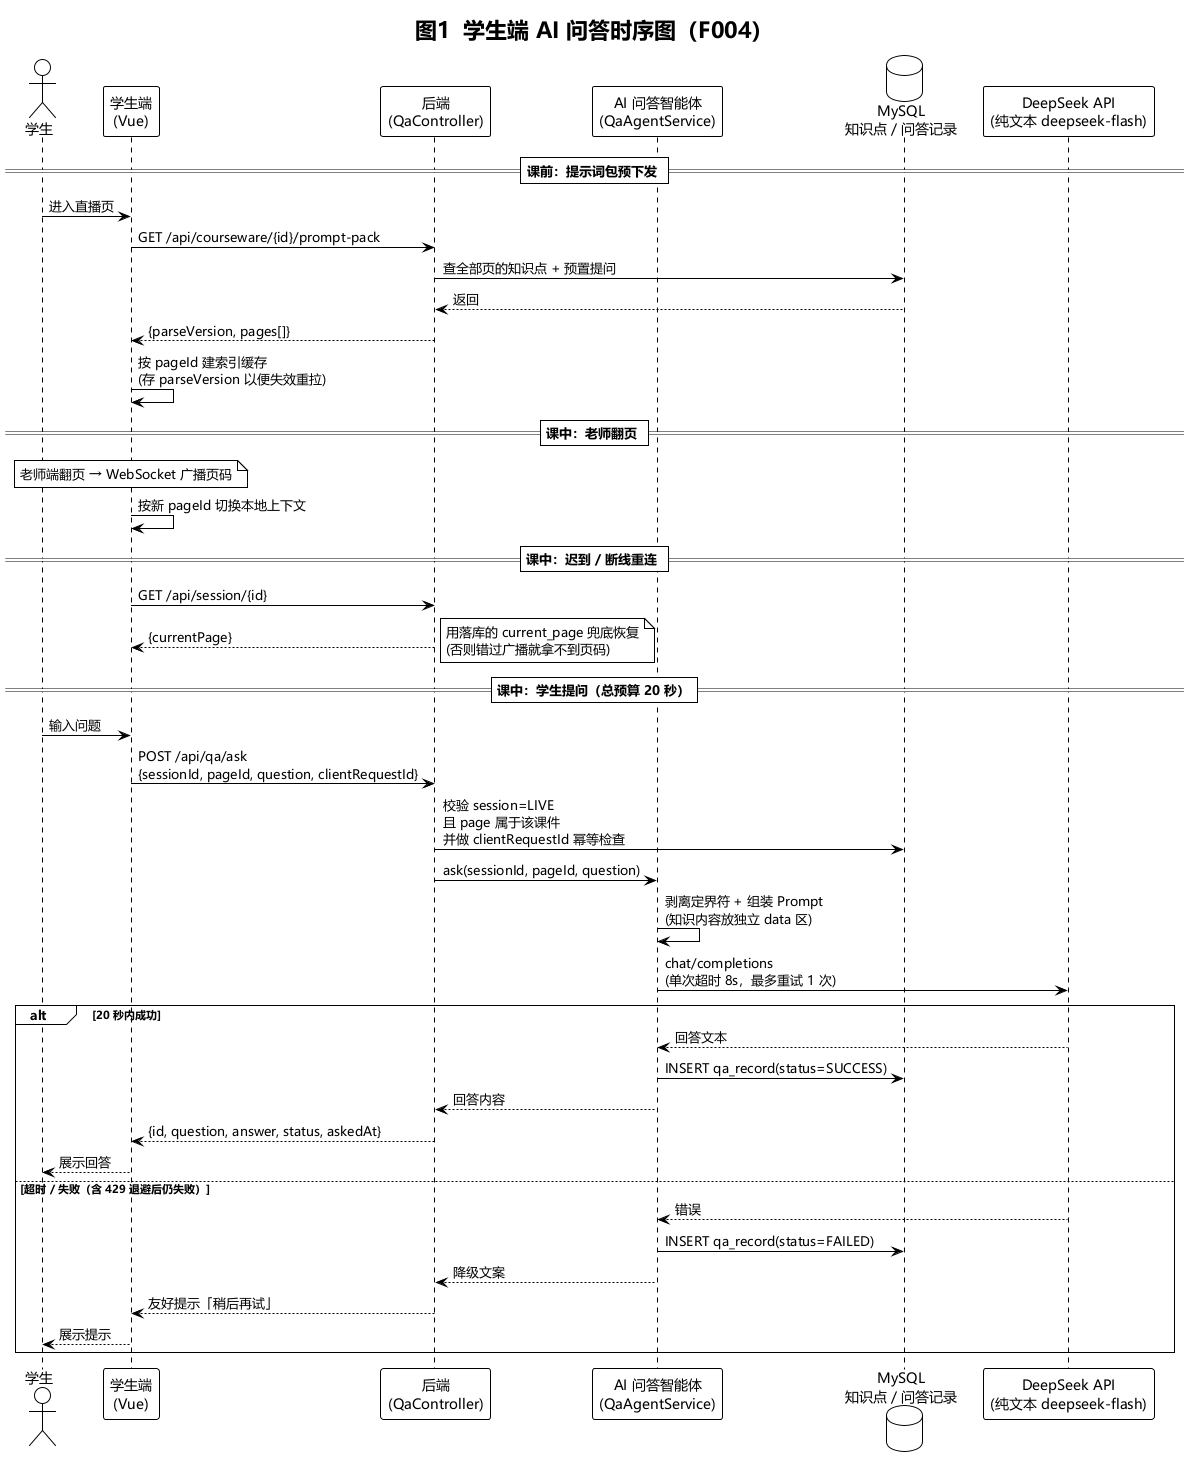 图1 学生端 AI 问答时序图（F004）
学生
学生端
(Vue)
后端
(QaController)
AI 问答智能体
(QaAgentService)
MySQL
知识点 / 问答记录
DeepSeek API
(纯文本 deepseek-flash)
课前：提示词包预下发
进入直播页
GET /api/courseware/{id}/prompt-pack
查全部页的知识点 + 预置提问
返回
{parseVersion, pages[]}
按 pageId 建索引缓存
(存 parseVersion 以便失效重拉)
课中：老师翻页
老师端翻页 → WebSocket 广播页码
按新 pageId 切换本地上下文
课中：迟到 / 断线重连
GET /api/session/{id}
{currentPage}
用落库的 current_page 兜底恢复
(否则错过广播就拿不到页码)
课中：学生提问（总预算 20 秒）
输入问题
POST /api/qa/ask
{sessionId, pageId, question, clientRequestId}
校验 session=LIVE
且 page 属于该课件
并做 clientRequestId 幂等检查
ask(sessionId, pageId, question)
剥离定界符 + 组装 Prompt
(知识内容放独立 data 区)
chat/completions
(单次超时 8s，最多重试 1 次)
alt [20 秒内成功]
回答文本
INSERT qa_record(status=SUCCESS)
回答内容
{id, question, answer, status, askedAt}
展示回答
[超时 / 失败（含 429 退避后仍失败）]
错误
INSERT qa_record(status=FAILED)
降级文案
友好提示「稍后再试」
展示提示
学生
学生端
(Vue)
后端
(QaController)
AI 问答智能体
(QaAgentService)
MySQL
知识点 / 问答记录
DeepSeek API
(纯文本 deepseek-flash)